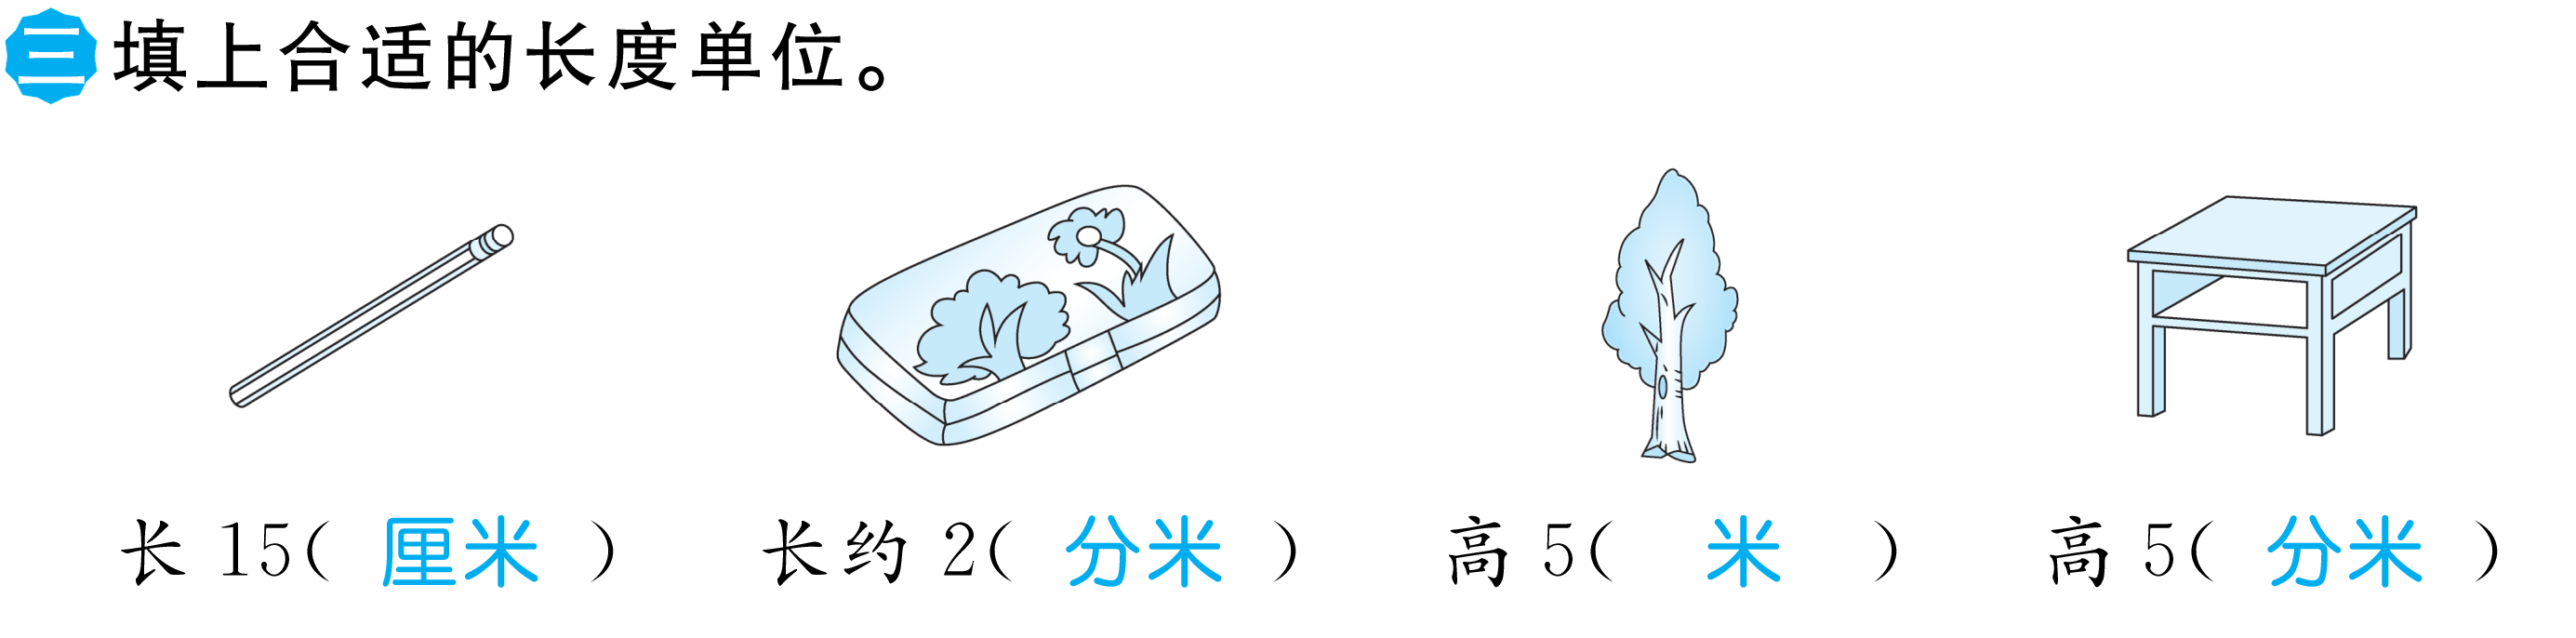 三 填上合适的长度单位。
长 15( 厘米 ) 长约 2( 分米 ) 高 5( 米 ) 高 5( 分米 )